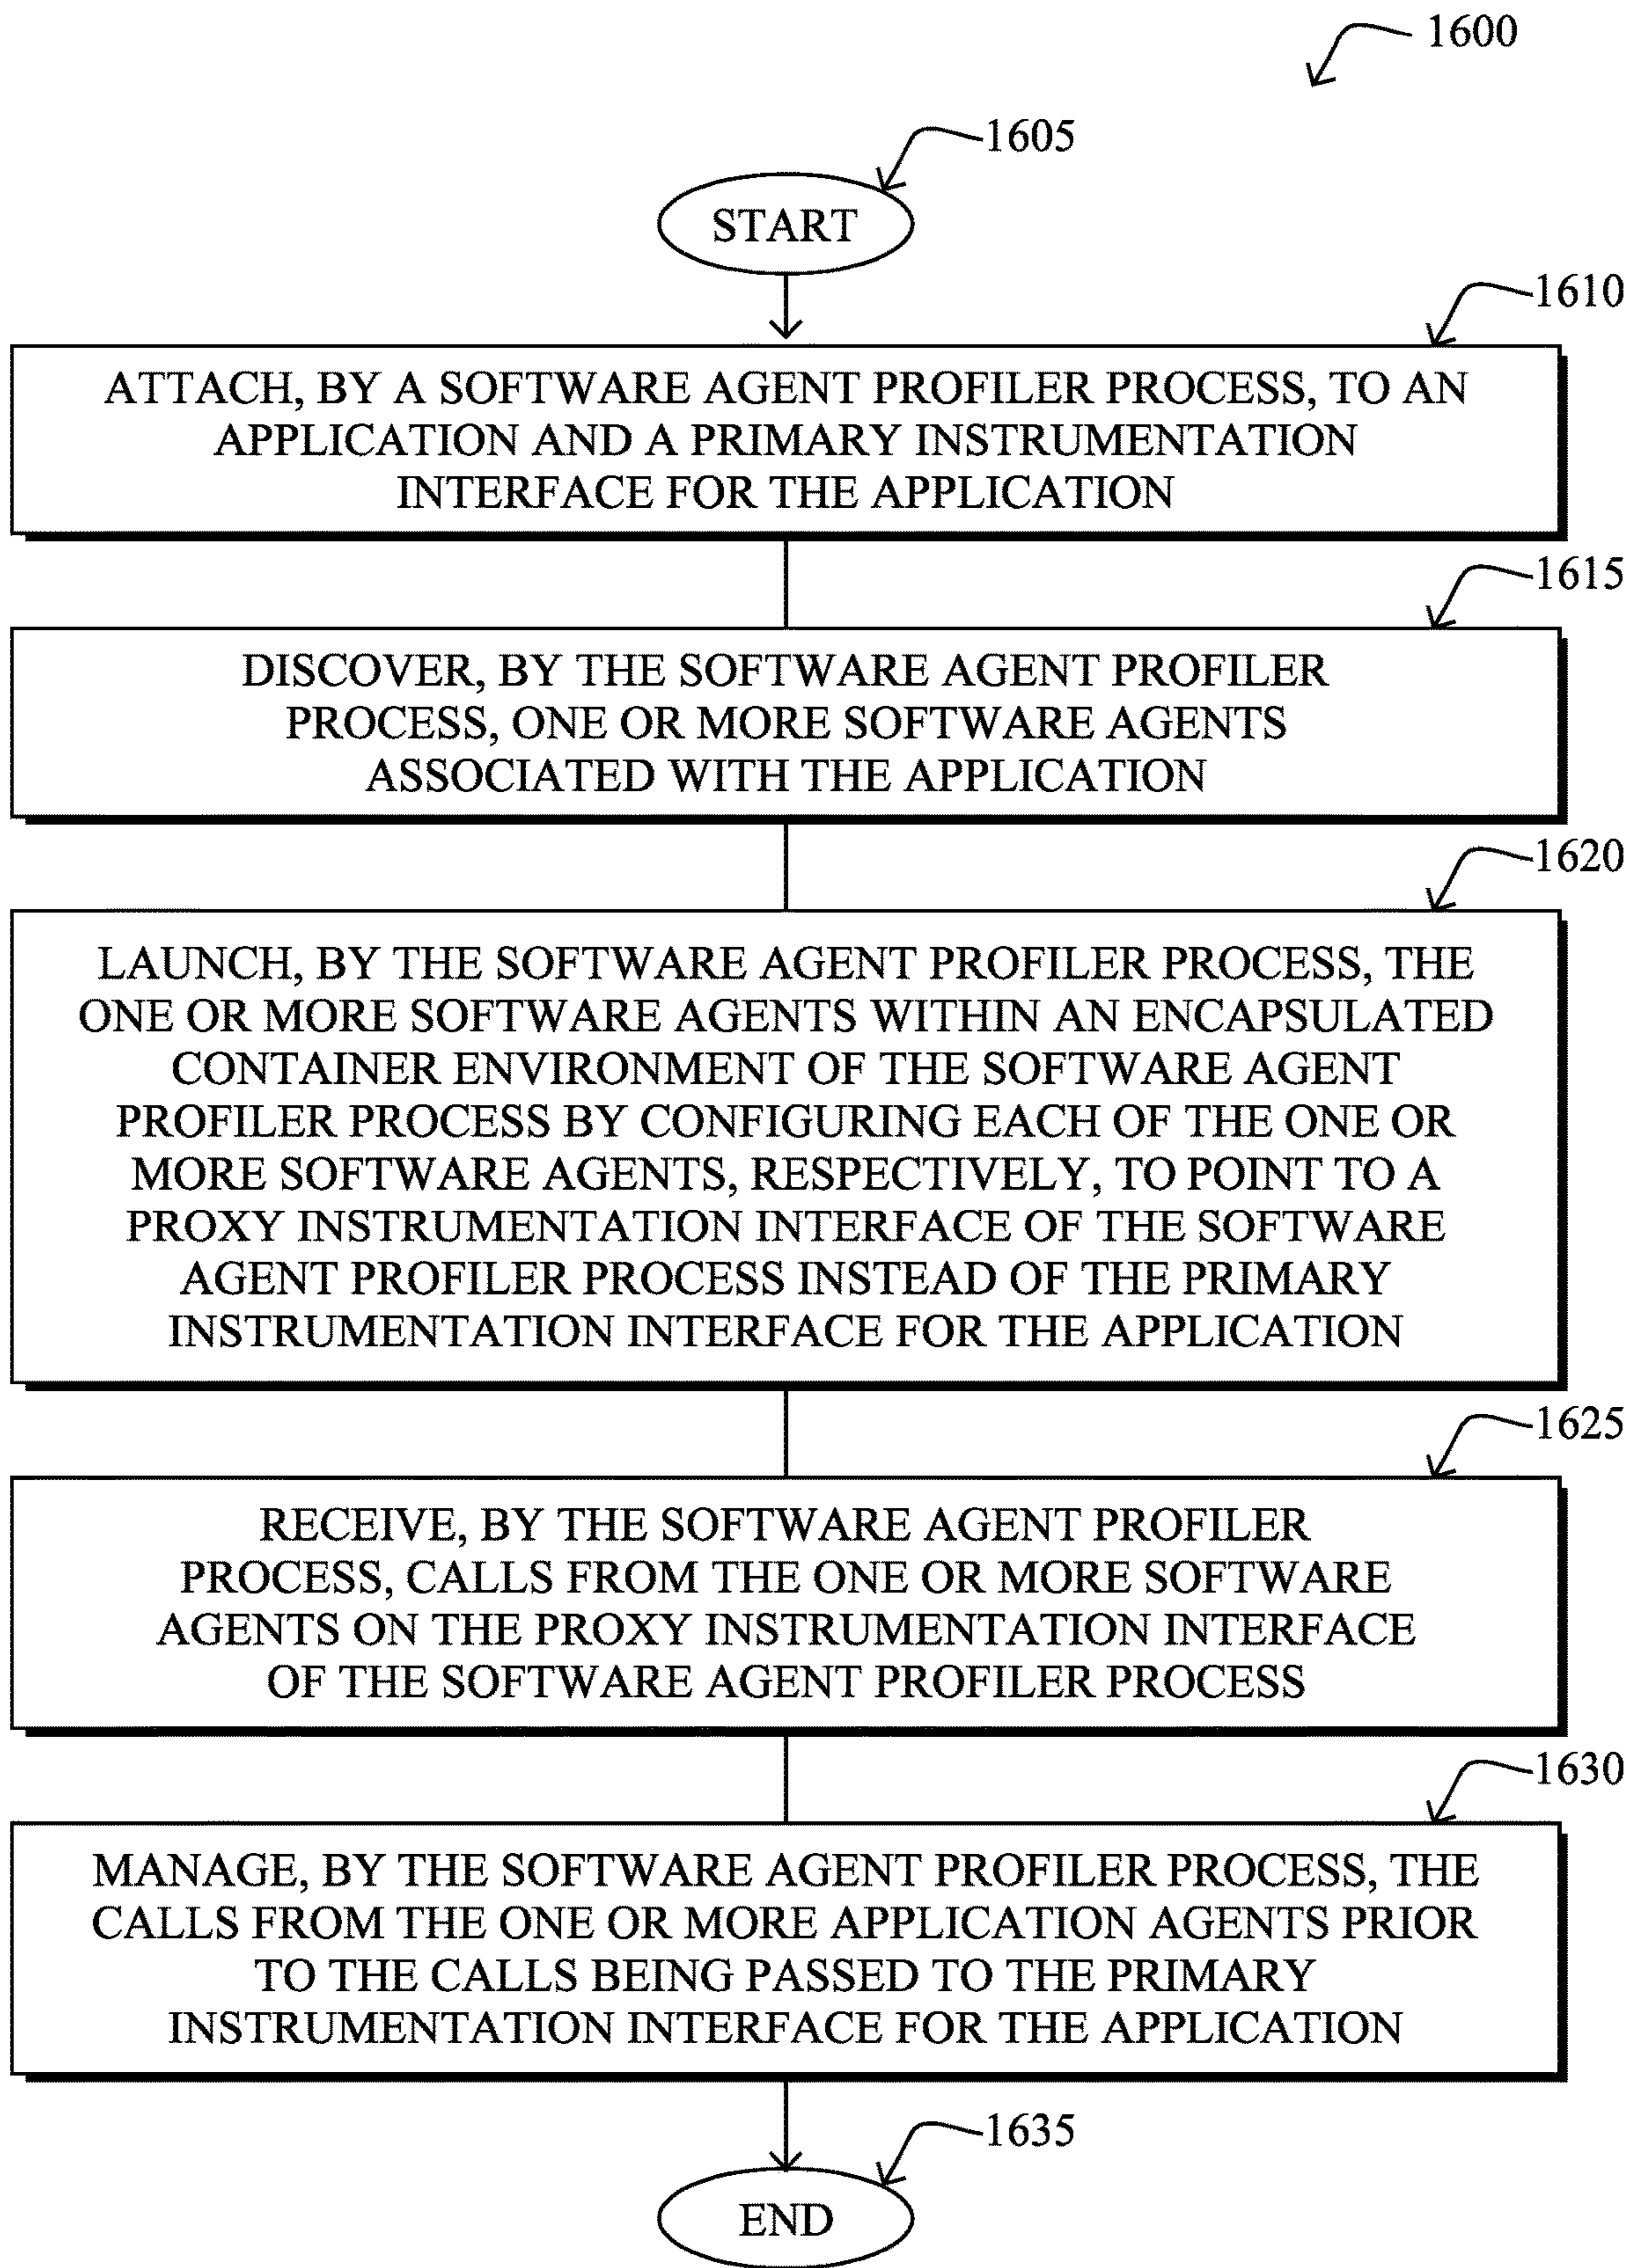 1600
1605
START
1610
ATTACH, BY A SOFTWARE AGENT PROFILER PROCESS, TO AN
APPLICATION AND A PRIMARY INSTRUMENTATION
INTERFACE FOR THE APPLICATION
1615
DISCOVER, BY THE SOFTWARE AGENT PROFILER
PROCESS, ONE OR MORE SOFTWARE AGENTS
ASSOCIATED WITH THE APPLICATION
1620
LAUNCH, BY THE SOFTWARE AGENT PROFILER PROCESS, THE
ONE OR MORE SOFTWARE AGENTS WITHIN AN ENCAPSULATED
CONTAINER ENVIRONMENT OF THE SOFTWARE AGENT
PROFILER PROCESS BY CONFIGURING EACH OF THE ONE OR
MORE SOFTWARE AGENTS, RESPECTIVELY, TO POINT TO A
PROXY INSTRUMENTATION INTERFACE OF THE SOFTWARE
AGENT PROFILER PROCESS INSTEAD OF THE PRIMARY
INSTRUMENTATION INTERFACE FOR THE APPLICATION
1625
RECEIVE, BY THE SOFTWARE AGENT PROFILER
PROCESS, CALLS FROM THE ONE OR MORE SOFTWARE
AGENTS ON THE PROXY INSTRUMENTATION INTERFACE
OF THE SOFTWARE AGENT PROFILER PROCESS
1630
MANAGE, BY THE SOFTWARE AGENT PROFILER PROCESS, THE
CALLS FROM THE ONE OR MORE APPLICATION AGENTS PRIOR
TO THE CALLS BEING PASSED TO THE PRIMARY
INSTRUMENTATION INTERFACE FOR THE APPLICATION
1635
END